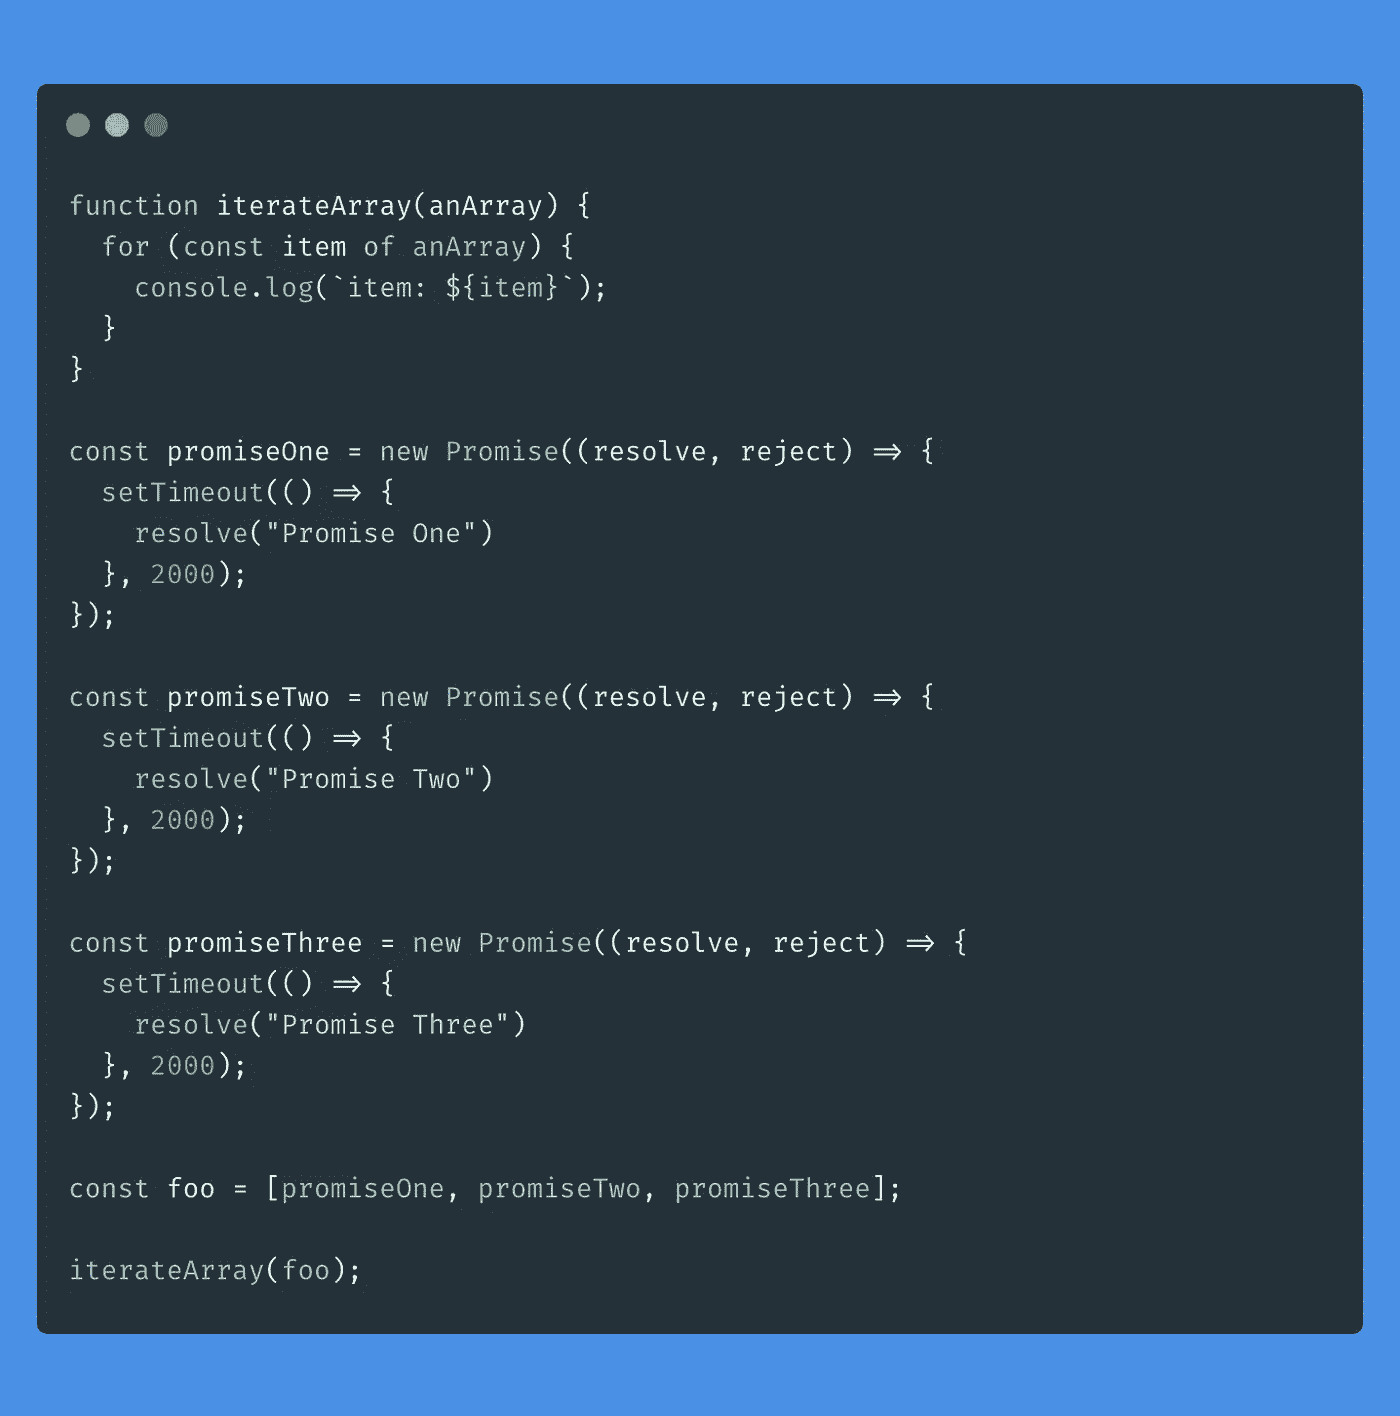 function iterateArray(anArray) {
  for (const item of anArray) {
    console.log(`item: ${item}`);
  }
}

const promiseOne = new Promise((resolve, reject) => {
  setTimeout(() => {
    resolve("Promise One")
  }, 2000);
});

const promiseTwo = new Promise((resolve, reject) => {
  setTimeout(() => {
    resolve("Promise Two")
  }, 2000);
});

const promiseThree = new Promise((resolve, reject) => {
  setTimeout(() => {
    resolve("Promise Three")
  }, 2000);
});

const foo = [promiseOne, promiseTwo, promiseThree];

iterateArray(foo);